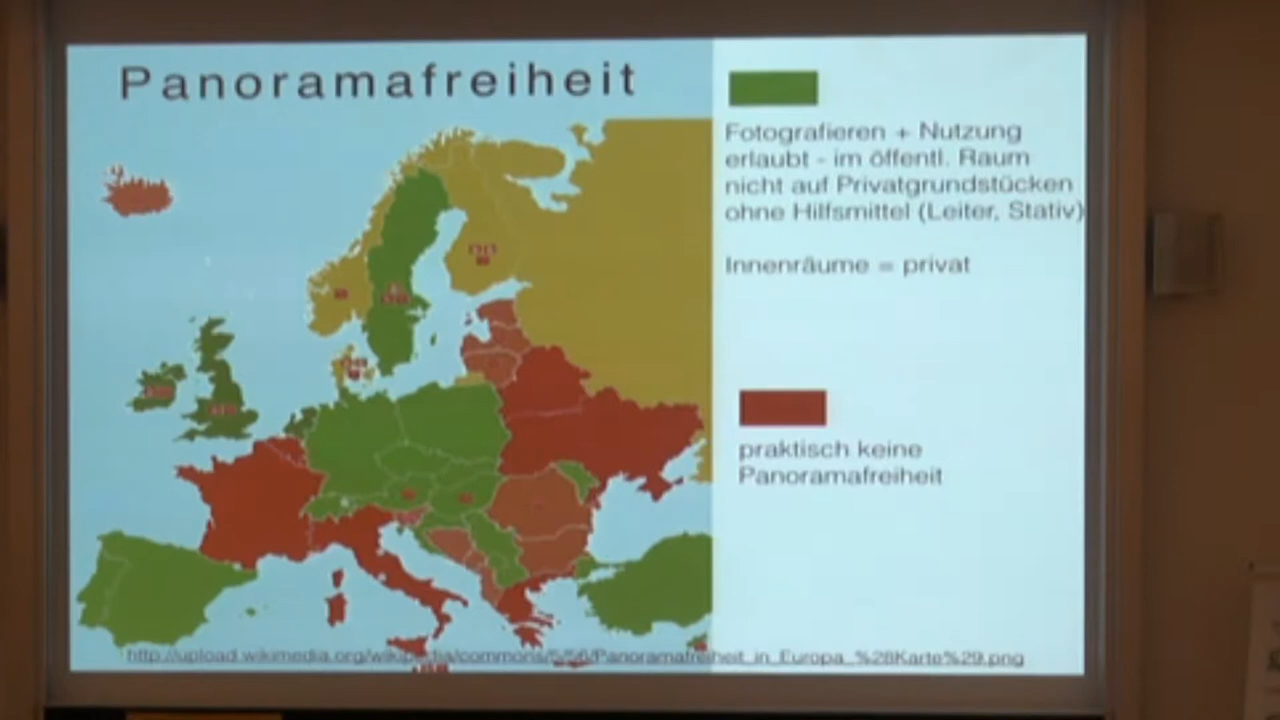 Panoramafreiheit
Fotografieren + Nutzung
erlaubt - im öffentl. Raum
nicht auf Privatgrundstücken
ohne Hilfsmittel (Leiter, Stativ)
Innenräume = privat
praktisch keine
Panoramafreiheit
http://upload.wikimedia.org/wikipedia/commons/5/56/Panoramafreiheit_in_Europa_%28Karte%29.png